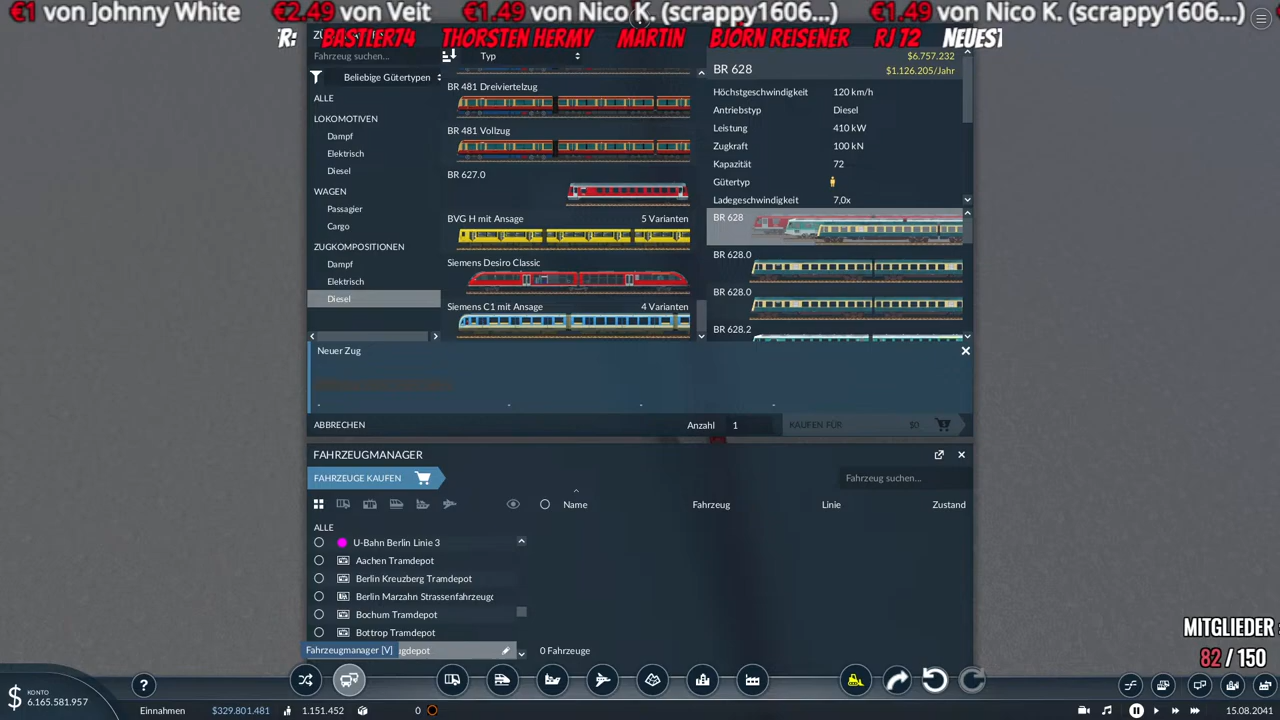 €1 von Johnny White €2.49 von Veit €1.49 von Nico K. (scrappy1606...) €1.49 von Nico K. (scrappy1606...)
R: BASTLER74 THORSTEN HERMY MARTIN BJÖRN REISENER RJ 72 NEUEST
Fahrzeug suchen...
Typ
Beliebige Gütertypen
ALLE
LOKOMOTIVEN
Dampf
Elektrisch
Diesel
WAGEN
Passagier
Cargo
ZUGKOMPOSITIONEN
Dampf
Elektrisch
Diesel
BR 481 Dreiviertelzug
BR 481 Vollzug
BR 627.0
BVG H mit Ansage 5 Varianten
Siemens Desiro Classic
Siemens C1 mit Ansage 4 Varianten
BR 628
$6.757.232
$1.126.205/Jahr
Höchstgeschwindigkeit 120 km/h
Antriebstyp Diesel
Leistung 410 kW
Zugkraft 100 kN
Kapazität 72
Gütertyp
Ladegeschwindigkeit 7,0x
BR 628
BR 628.0
BR 628.0
BR 628.2
Neuer Zug
- - - -
ABBRECHEN
Anzahl 1
KAUFEN FÜR $0
FAHRZEUGMANAGER
FAHRZEUGE KAUFEN
Fahrzeug suchen...
Name Fahrzeug Linie Zustand
ALLE
U-Bahn Berlin Linie 3
Aachen Tramdepot
Berlin Kreuzberg Tramdepot
Berlin Marzahn Strassenfahrzeug
Bochum Tramdepot
Bottrop Tramdepot
Fahrzeugmanager [V]
gdepot
0 Fahrzeuge
MITGLIEDER
82 / 150
$ KONTO
6.165.581.957
?
Einnahmen $329.801.481 1.151.452 0
15.08.2041